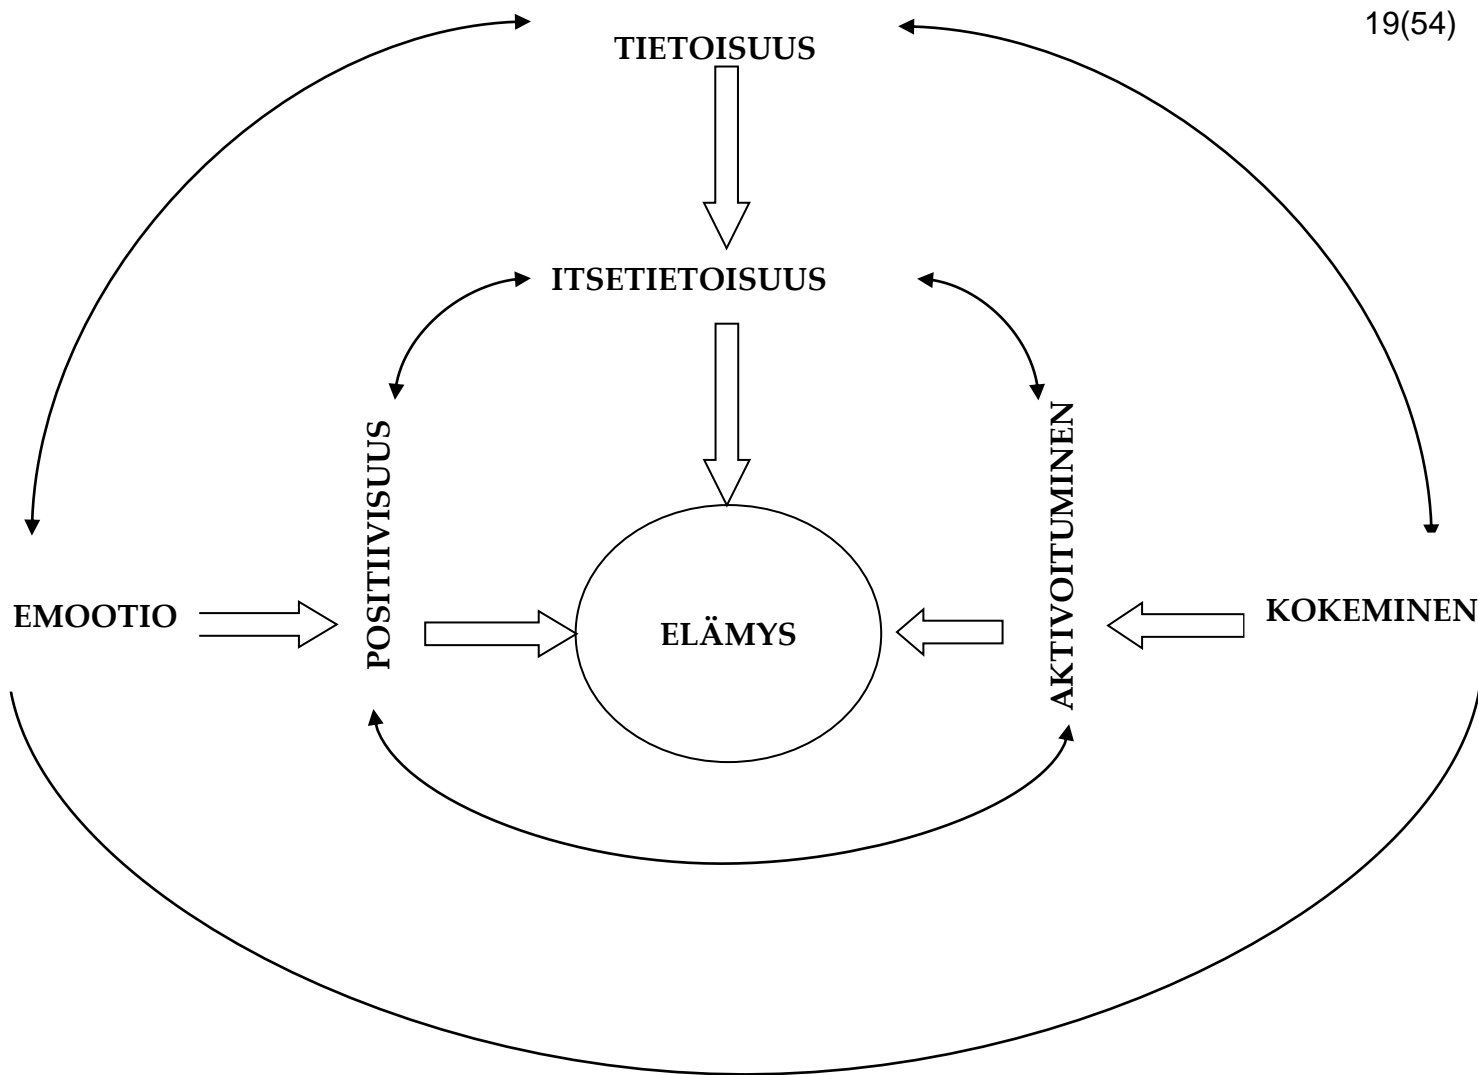 19(54)
TIETOISUUS
ITSETIETOISUUS
POSITIIVISUUS
AKTIVOITUMINEN
EMOOTIO
ELÄMYS
KOKEMINEN